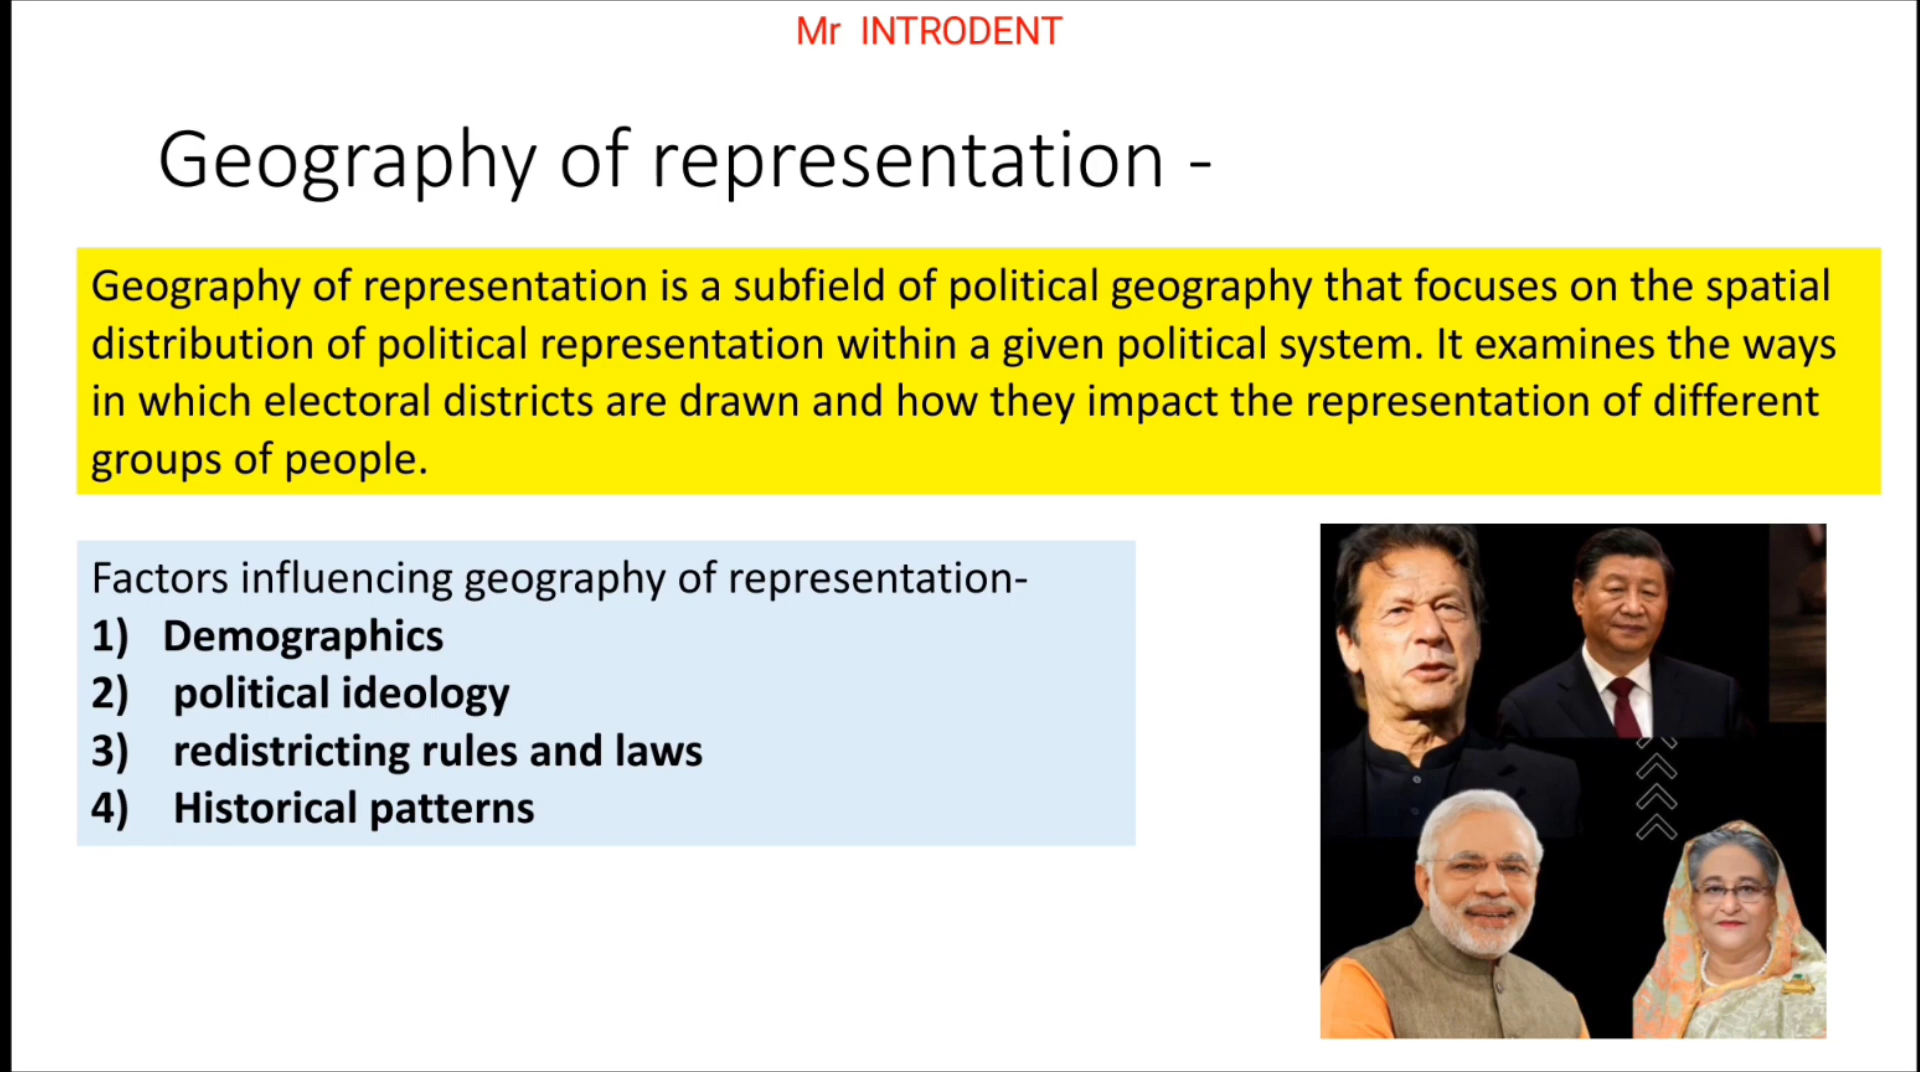 Mr INTRODENT
Geography of representation -
Geography of representation is a subfield of political geography that focuses on the spatial
distribution of political representation within a given political system. It examines the ways
in which electoral districts are drawn and how they impact the representation of different
groups of people.
Factors influencing geography of representation-
1) Demographics
2) political ideology
3) redistricting rules and laws
4) Historical patterns